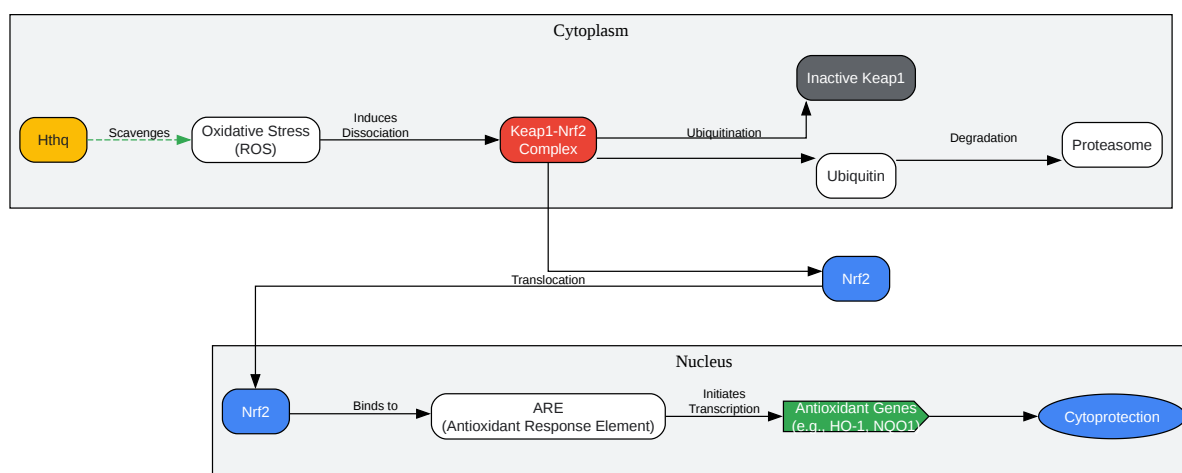 Cytoplasm
Inactive Keap1
Hthq
Scavenges
Oxidative Stress
(ROS)
Induces
Dissociation
Keap1-Nrf2
Complex
Ubiquitination
Ubiquitin
Degradation
Proteasome
Translocation
Nrf2
Nucleus
Nrf2
Binds to
ARE
(Antioxidant Response Element)
Initiates
Transcription
Antioxidant Genes
(e.g., HO-1, NQO1)
Cytoprotection